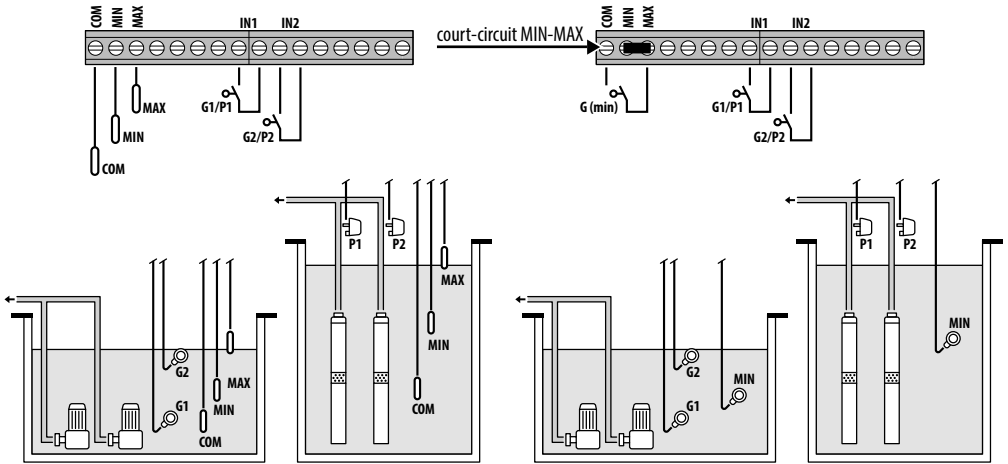 COM MIN MAX IN1 IN2
MAX
MIN
COM
G1/P1
G2/P2
court-circuit MIN-MAX
COM MIN MAX IN1 IN2
G (min)
G1/P1
G2/P2
G2
G1
MAX
MIN
COM
P1 P2
MAX
MIN
COM
G2
G1
MIN
P1 P2
MIN